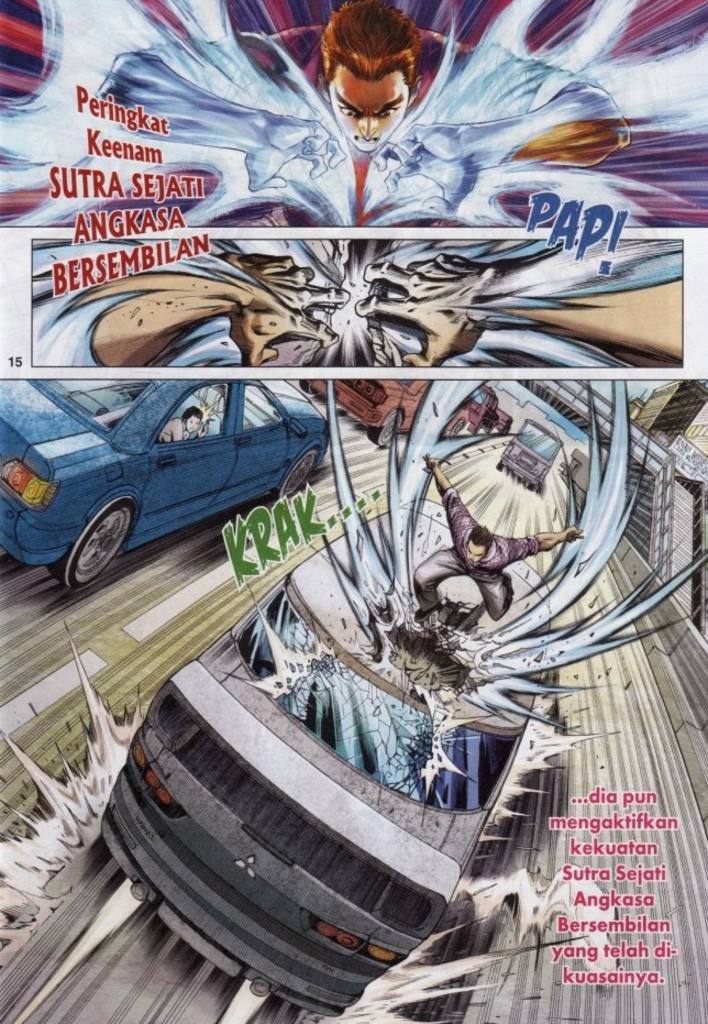 Peringkat
Keenam
SUTRA SEJATI
ANGKASA
BERSEMBILAN
PAP!
15
KRAK....
...dia pun
mengaktifkan
kekuatan
Sutra Sejati
Angkasa
Bersembilan
yang telah di-
kuasainya.